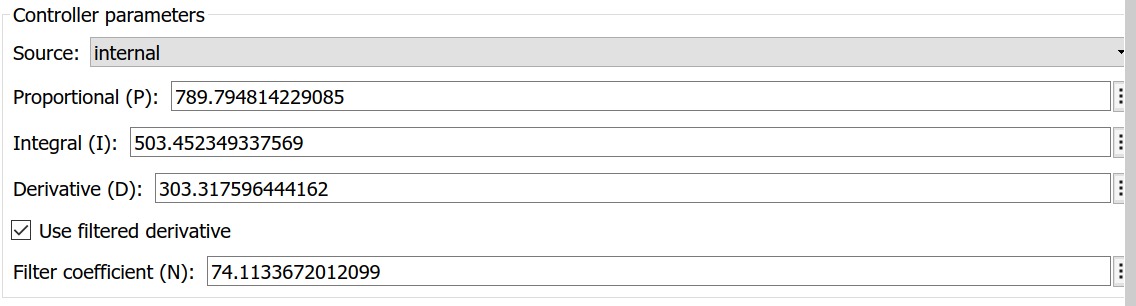 Controller parameters
Source: internal
Proportional (P): 789.794814229085
Integral (I): 503.452349337569
Derivative (D): 303.317596444162
Use filtered derivative
Filter coefficient (N): 74.1133672012099